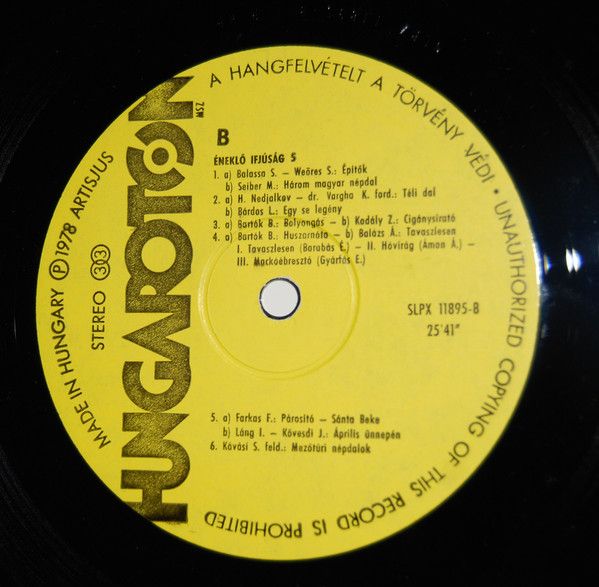 A HANGFELVÉTELT A TÖRVÉNY VÉDI • UNAUTHORIZED COPYING OF THIS RECORD IS PROHIBITED
MADE IN HUNGARY Ⓟ 1978 ARTISJUS
STEREO 33
HUNGAROTON
MSZ
B
ÉNEKLŐ IFJÚSÁG 5
1. a) Balassa S. – Weöres S.: Építők
b) Seiber M.: Három magyar népdal
2. a) H. Nedjalkov – dr. Vargha K. ford.: Téli dal
b) Bárdos L.: Egy se legény
3. a) Bartók B.: Bolyongás – b) Kodály Z.: Cigánysirató
4. a) Bartók B.: Huszárnóta – b) Balázs Á.: Tavaszlesen
I. Tavaszlesen (Barabás É.) – II. Hóvirág (Áman Á.) –
III. Mackóébresztő (Gyárfás E.)
SLPX 11895-B
25'41"
5. a) Farkas F.: Párosító – Sánta Beke
b) Láng I. – Kövesdi J.: Április ünnepén
6. Kávási S. feld.: Mezőtúri népdalok